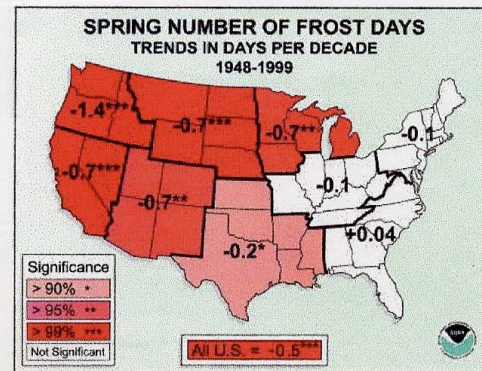 SPRING NUMBER OF FROST DAYS
TRENDS IN DAYS PER DECADE
1948-1999
-1.4***
-0.7***
-0.7**
-0.1
-0.7***
-0.7**
-0.1
-0.2*
+0.04
Significance
> 90% *
> 95% **
> 99% ***
Not Significant
All U.S. = -0.5***